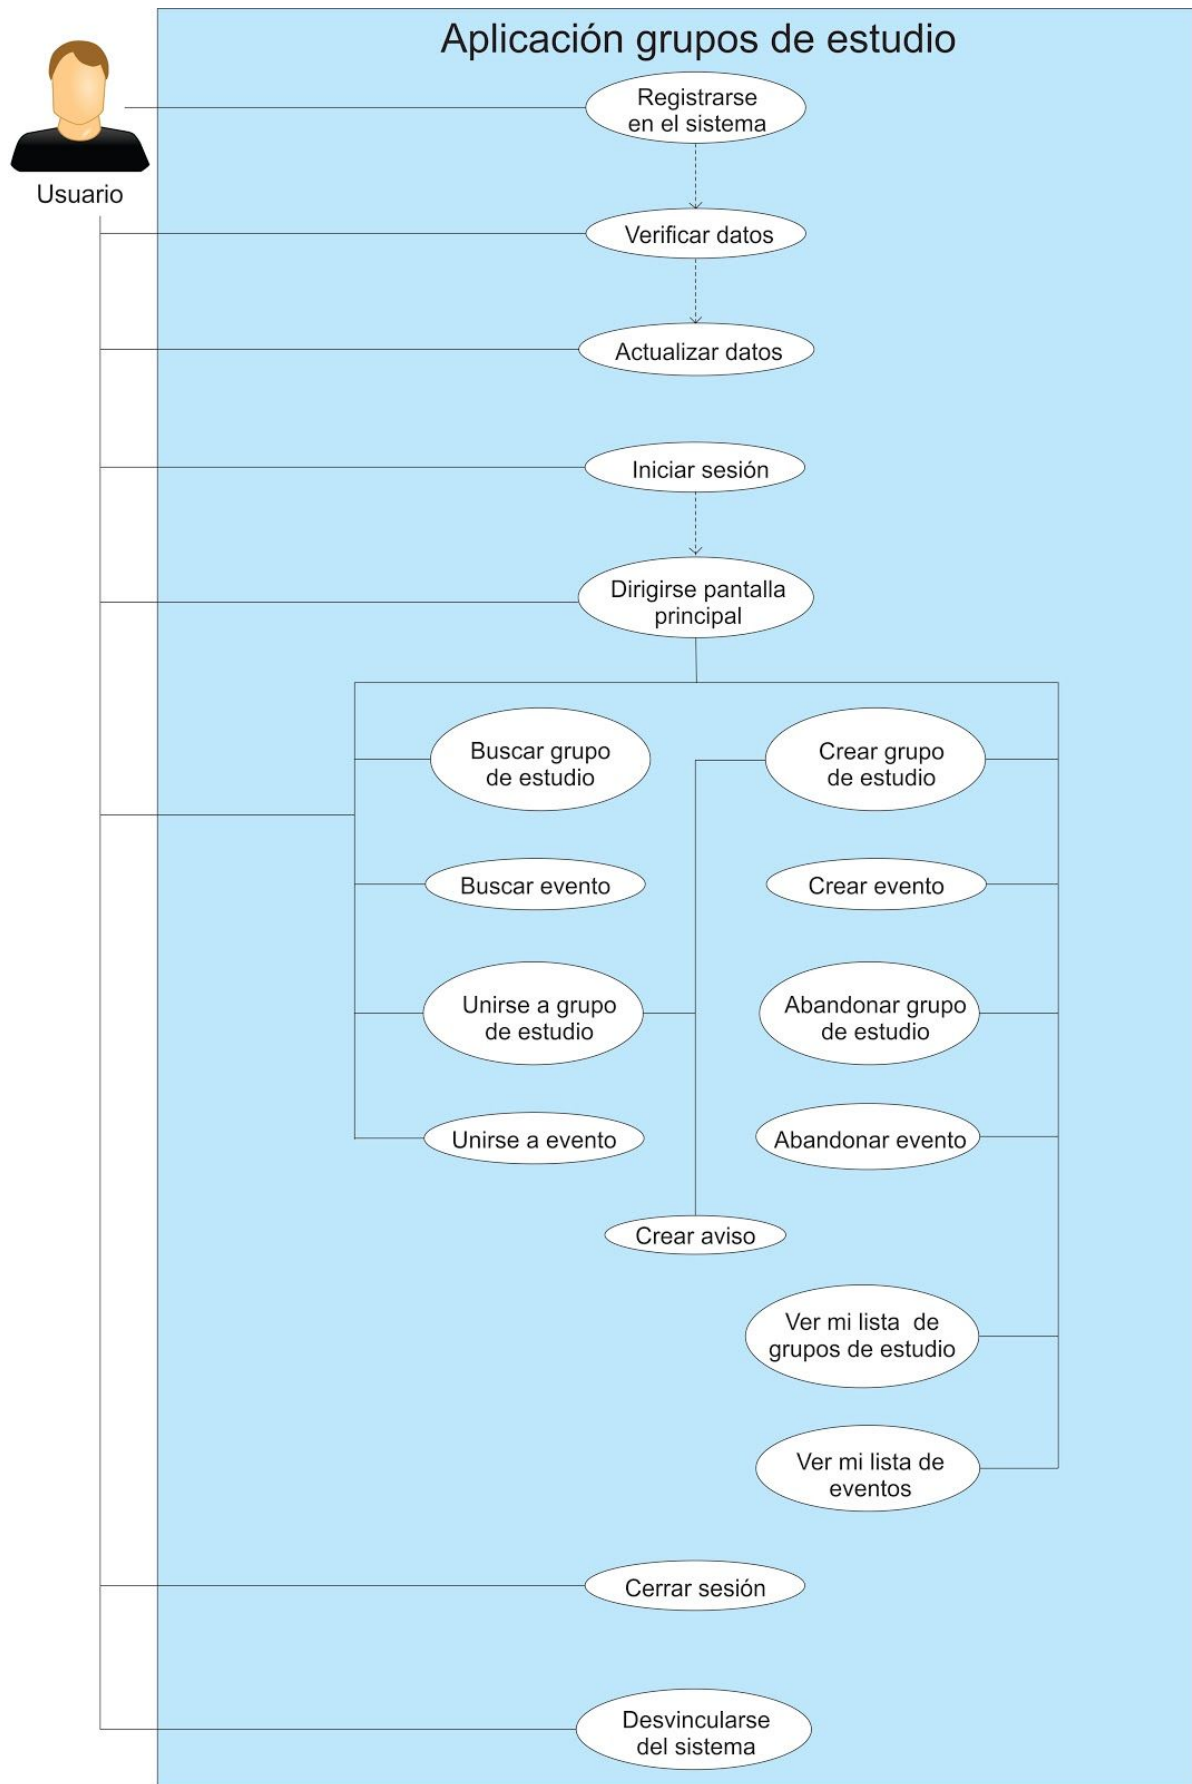 Aplicación grupos de estudio
Usuario
Registrarse
en el sistema
Verificar datos
Actualizar datos
Iniciar sesión
Dirigirse pantalla
principal
Buscar grupo
de estudio
Crear grupo
de estudio
Buscar evento
Crear evento
Unirse a grupo
de estudio
Abandonar grupo
de estudio
Unirse a evento
Abandonar evento
Crear aviso
Ver mi lista de
grupos de estudio
Ver mi lista de
eventos
Cerrar sesión
Desvincularse
del sistema